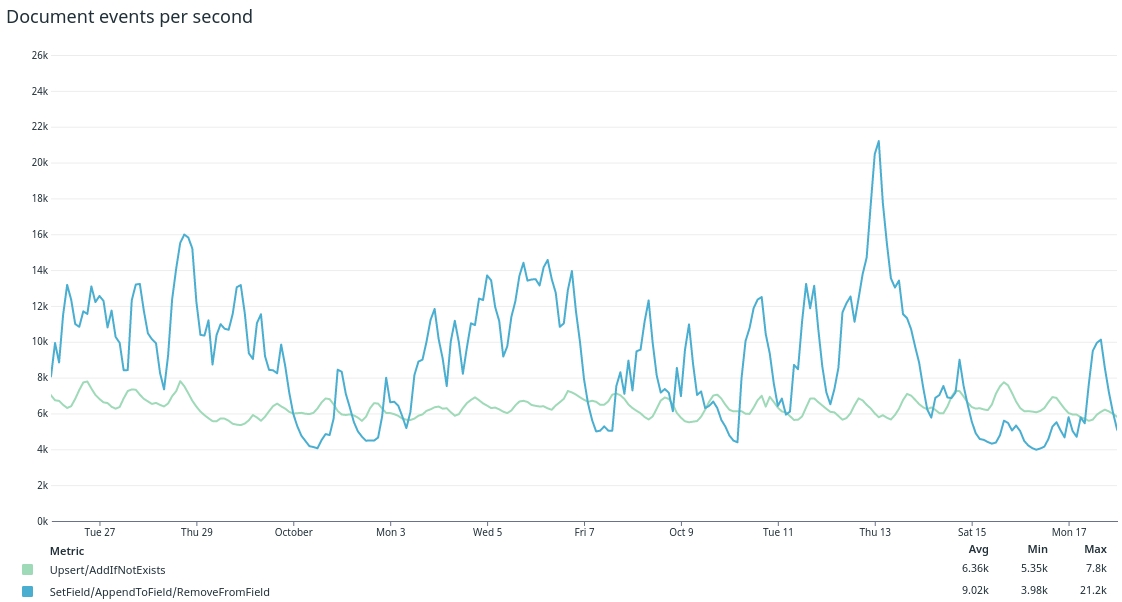 Document events per second
26k
24k
22k
20k
18k
16k
14k
12k
10k
8k
6k
4k
2k
0k
Tue 27 Thu 29 October Mon 3 Wed 5 Fri 7 Oct 9 Tue 11 Thu 13 Sat 15 Mon 17
Metric Avg Min Max
Upsert/AddIfNotExists 6.36k 5.35k 7.8k
SetField/AppendToField/RemoveFromField 9.02k 3.98k 21.2k